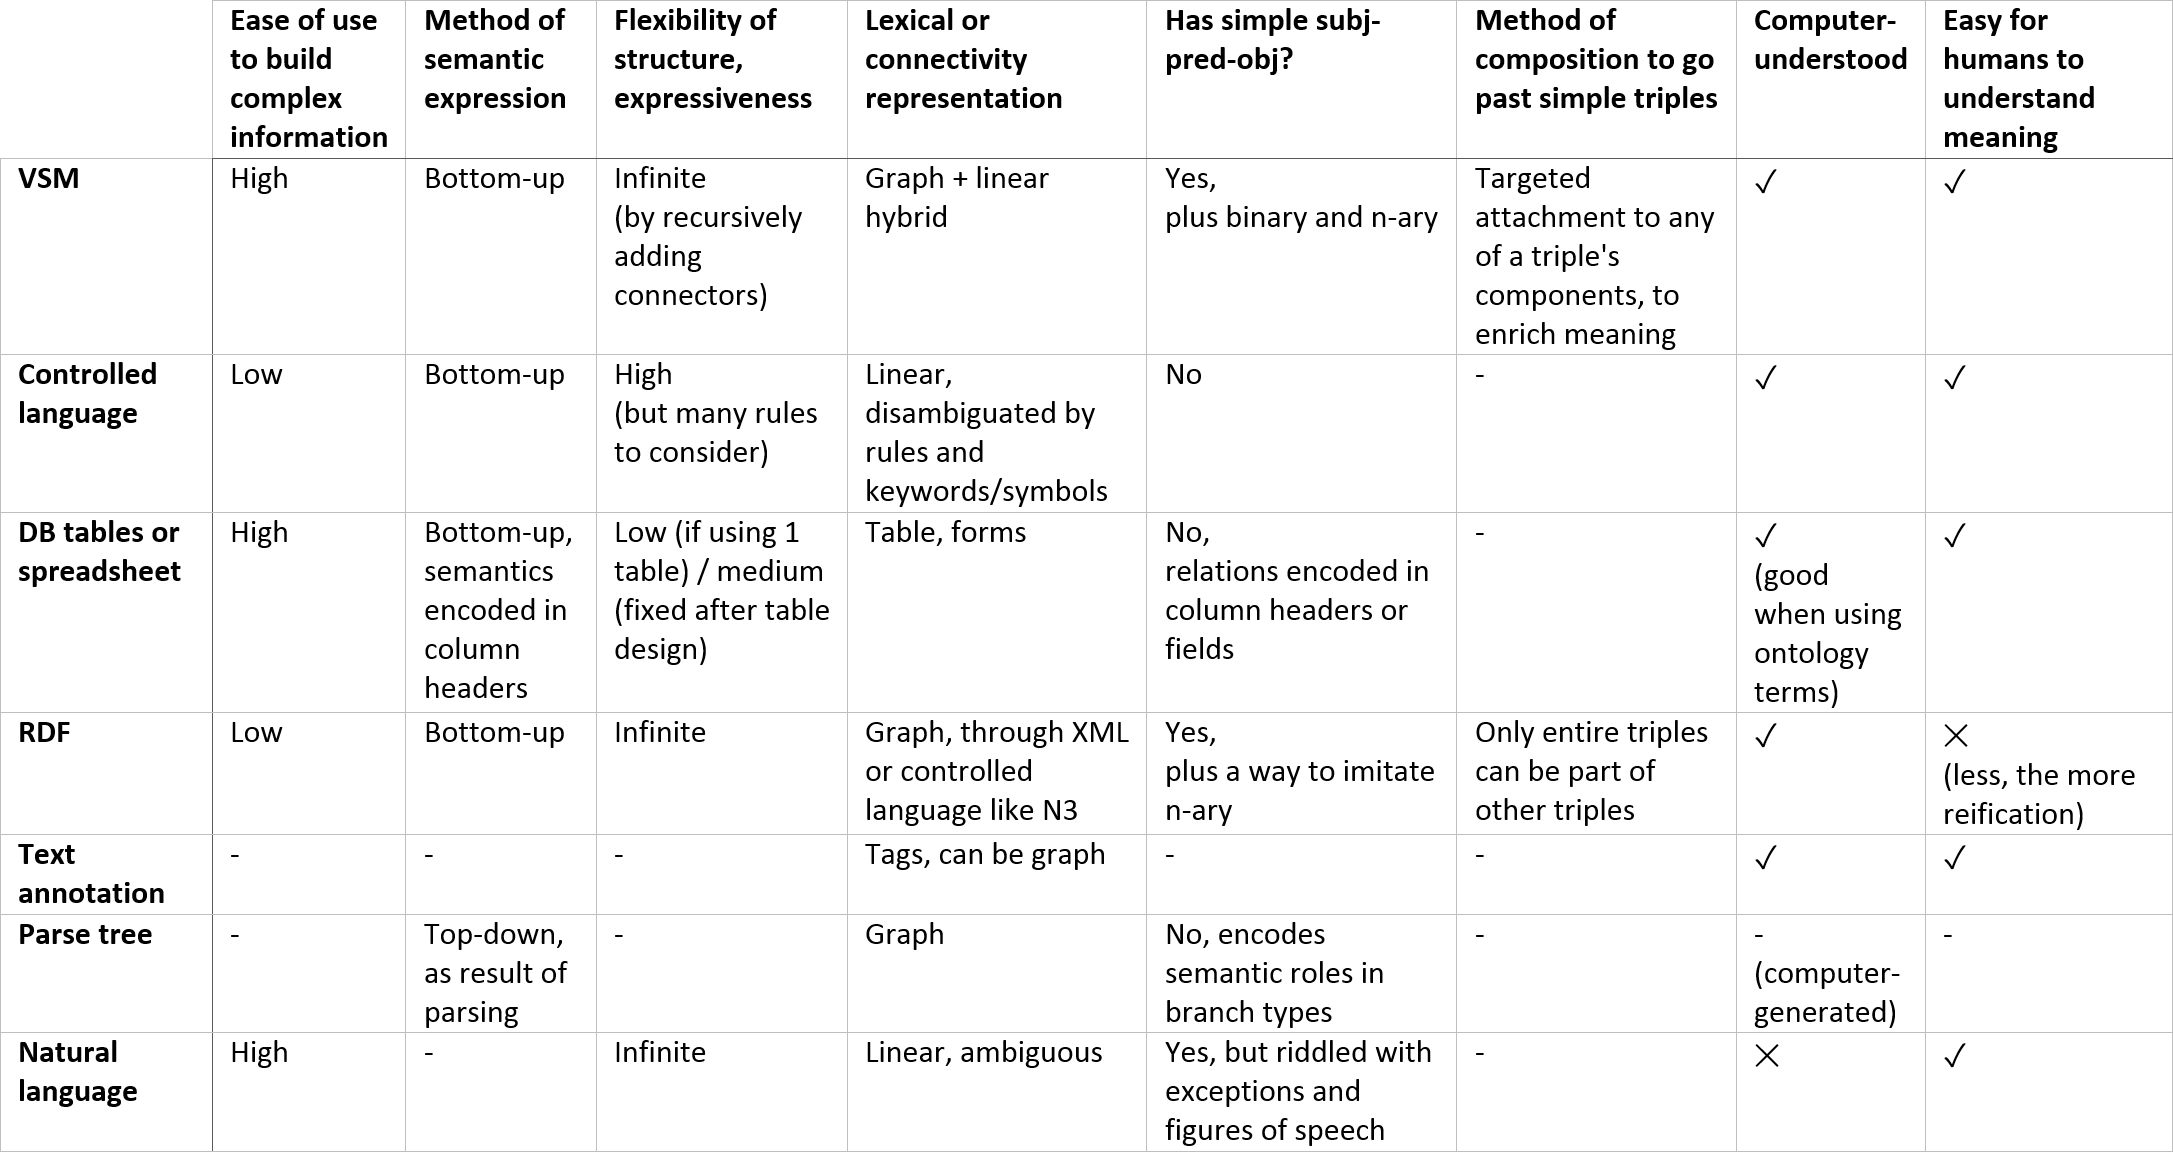 Ease of use
to build
complex
information
Method of
semantic
expression
Flexibility of
structure,
expressiveness
Lexical or
connectivity
representation
Has simple subj-
pred-obj?
Method of
composition to go
past simple triples
Computer-
understood
Easy for
humans to
understand
meaning
VSM
High
Bottom-up
Infinite
(by recursively
adding
connectors)
Graph + linear
hybrid
Yes,
plus binary and n-ary
Targeted
attachment to any
of a triple's
components, to
enrich meaning
✓
✓
Controlled
language
Low
Bottom-up
High
(but many rules
to consider)
Linear,
disambiguated by
rules and
keywords/symbols
No
-
✓
✓
DB tables or
spreadsheet
High
Bottom-up,
semantics
encoded in
column
headers
Low (if using 1
table) / medium
(fixed after table
design)
Table, forms
No,
relations encoded in
column headers or
fields
-
✓
(good
when using
ontology
terms)
✓
RDF
Low
Bottom-up
Infinite
Graph, through XML
or controlled
language like N3
Yes,
plus a way to imitate
n-ary
Only entire triples
can be part of
other triples
✓
✕
(less, the more
reification)
Text
annotation
-
-
-
Tags, can be graph
-
-
✓
✓
Parse tree
-
Top-down,
as result of
parsing
-
Graph
No, encodes
semantic roles in
branch types
-
-
(computer-
generated)
-
Natural
language
High
-
Infinite
Linear, ambiguous
Yes, but riddled with
exceptions and
figures of speech
-
✕
✓